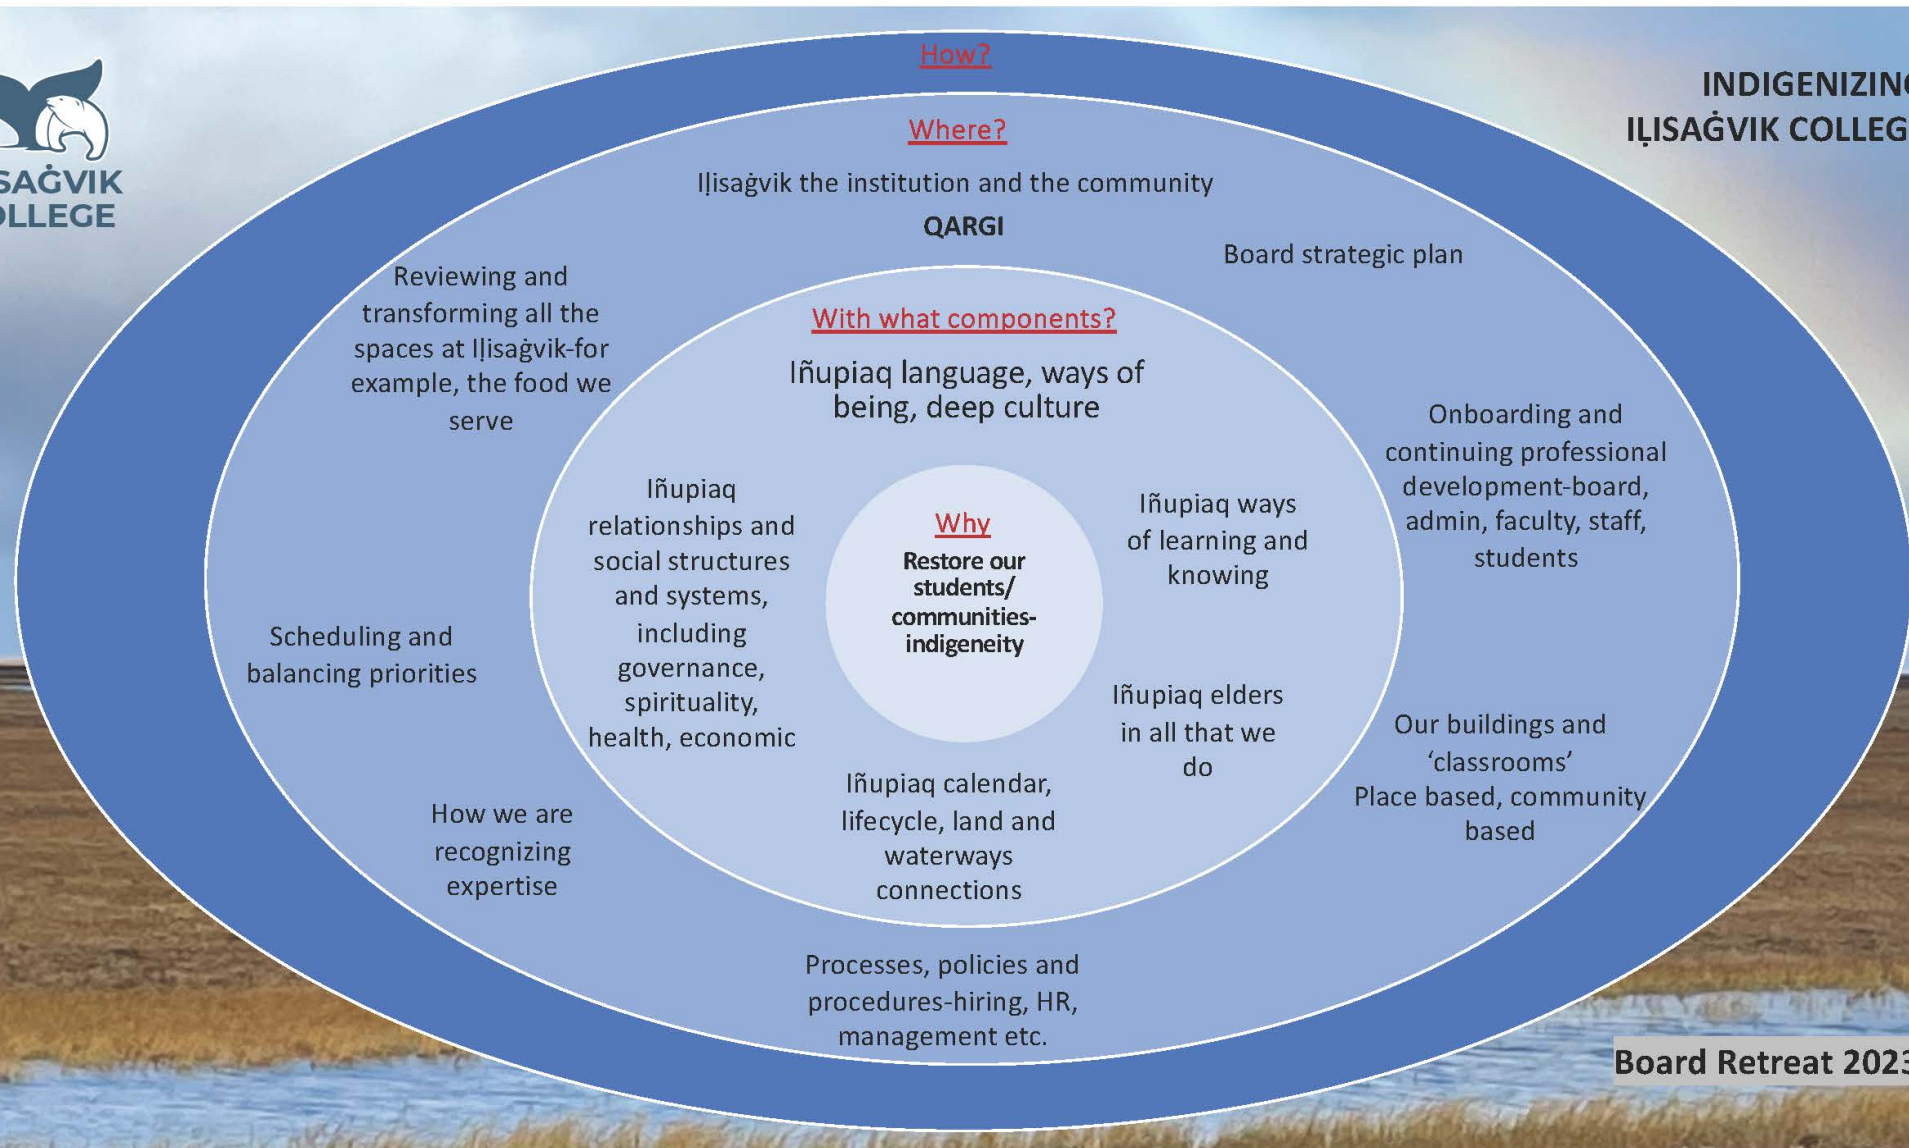 SAĠVIK
OLLEGE
INDIGENIZING
IḶISAĠVIK COLLEG
How?
Where?
Iḷisaġvik the institution and the community
QARGI
Board strategic plan
Reviewing and
transforming all the
spaces at Iḷisaġvik-for
example, the food we
serve
With what components?
Iñupiaq language, ways of
being, deep culture
Onboarding and
continuing professional
development-board,
admin, faculty, staff,
students
Iñupiaq
relationships and
social structures
and systems,
including
governance,
spirituality,
health, economic
Why
Restore our
students/
communities-
indigeneity
Iñupiaq ways
of learning and
knowing
Scheduling and
balancing priorities
Iñupiaq elders
in all that we
do
Our buildings and
‘classrooms’
Place based, community
based
Iñupiaq calendar,
lifecycle, land and
waterways
connections
How we are
recognizing
expertise
Processes, policies and
procedures-hiring, HR,
management etc.
Board Retreat 2023